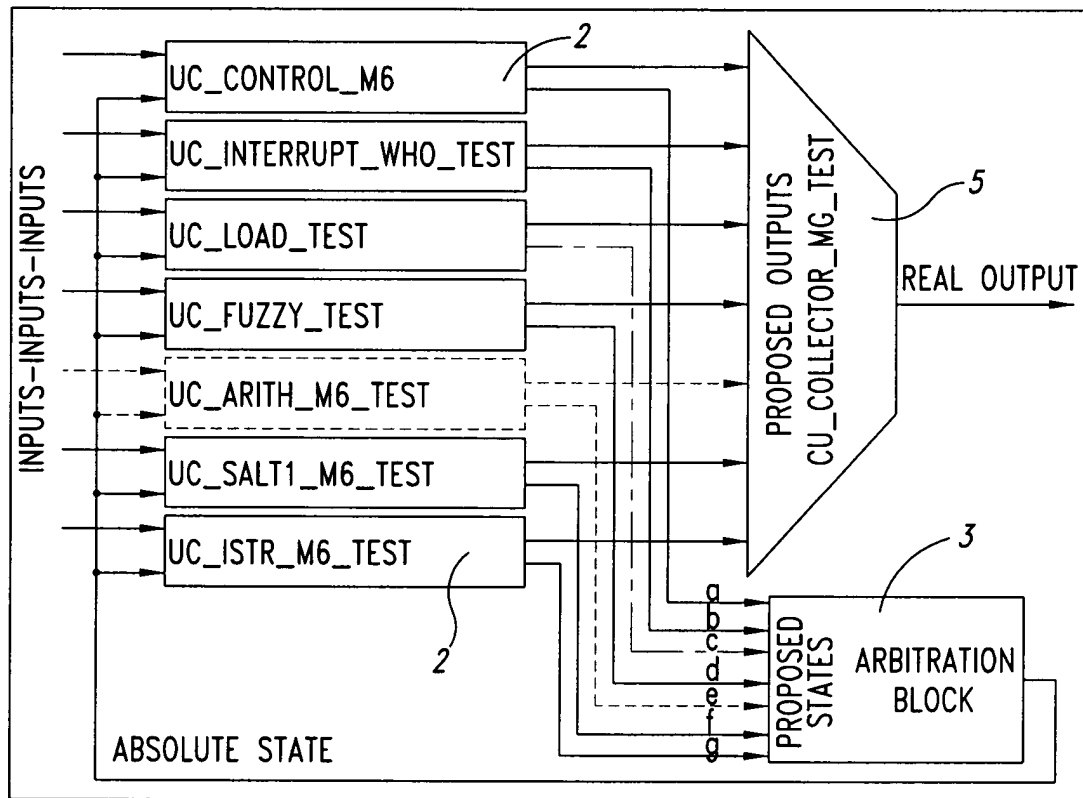 INPUTS-INPUTS-INPUTS
UC_CONTROL_M6
2
UC_INTERRUPT_WHO_TEST
UC_LOAD_TEST
UC_FUZZY_TEST
UC_ARITH_M6_TEST
UC_SALT1_M6_TEST
UC_ISTR_M6_TEST
2
PROPOSED OUTPUTS
CU_COLLECTOR_MG_TEST
5
REAL OUTPUT
3
a
b
c
d
e
f
g
PROPOSED
STATES
ARBITRATION
BLOCK
ABSOLUTE STATE